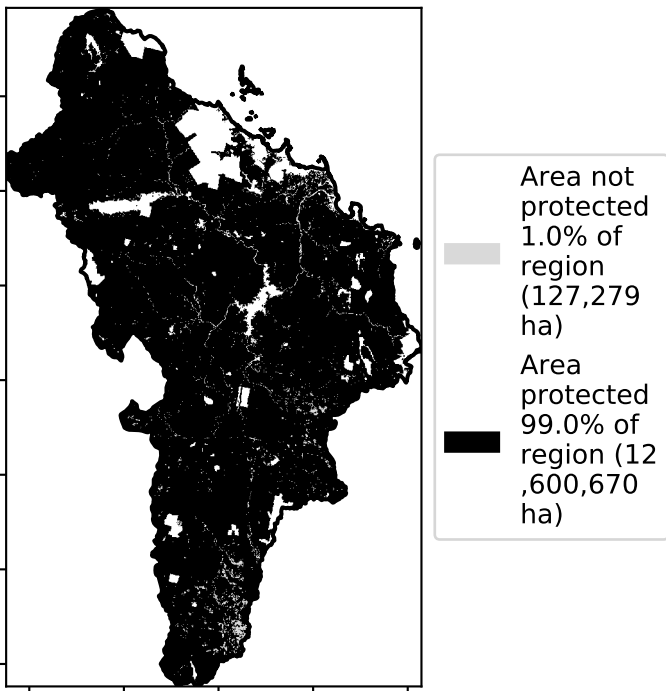 Area not
protected
1.0% of
region
(127,279
ha)
Area
protected
99.0% of
region (12
,600,670
ha)